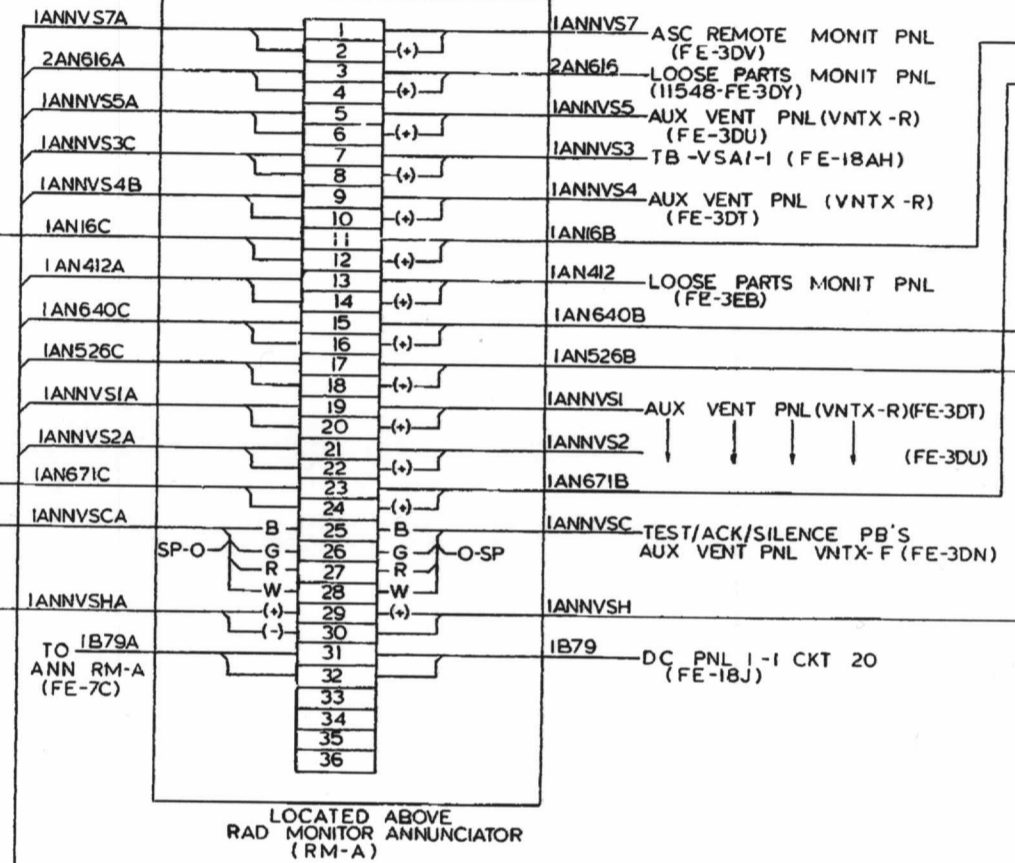 1ANNVS7A 1 1ANNVS7 ASC REMOTE MONIT PNL
2 (+) (FE-3DV)
2AN616A 3 2AN616 LOOSE PARTS MONIT PNL
4 (+) (11548-FE-3DY)
1ANNVS5A 5 1ANNVS5 AUX VENT PNL (VNTX-R)
6 (+) (FE-3DU)
1ANNVS3C 7 1ANNVS3 TB-VSA1-1 (FE-18AH)
8 (+)
1ANNVS4B 9 1ANNVS4 AUX VENT PNL (VNTX-R)
10 (+) (FE-3DT)
1AN16C 11 1AN16B
12 (+)
1AN412A 13 1AN412 LOOSE PARTS MONIT PNL
14 (+) (FE-3EB)
1AN640C 15 1AN640B
16 (+)
1AN526C 17 1AN526B
18 (+)
1ANNVS1A 19 1ANNVS1 AUX VENT PNL (VNTX-R)(FE-3DT)
20 (+)
1ANNVS2A 21 1ANNVS2 (FE-3DU)
22 (+)
1AN671C 23 1AN671B
24 (+)
1ANNVSCA B 25 B 1ANNVSC TEST/ACK/SILENCE PB'S
SP-O G 26 G O-SP AUX VENT PNL VNTX-F (FE-3DN)
R 27 R
W 28 W
1ANNVSHA (+) 29 (+) 1ANNVSH
(-) 30
TO 1B79A 31 1B79 DC PNL 1-1 CKT 20
ANN RM-A 32 (FE-18J)
(FE-7C) 33
34
35
36
LOCATED ABOVE
RAD MONITOR ANNUNCIATOR
(RM-A)